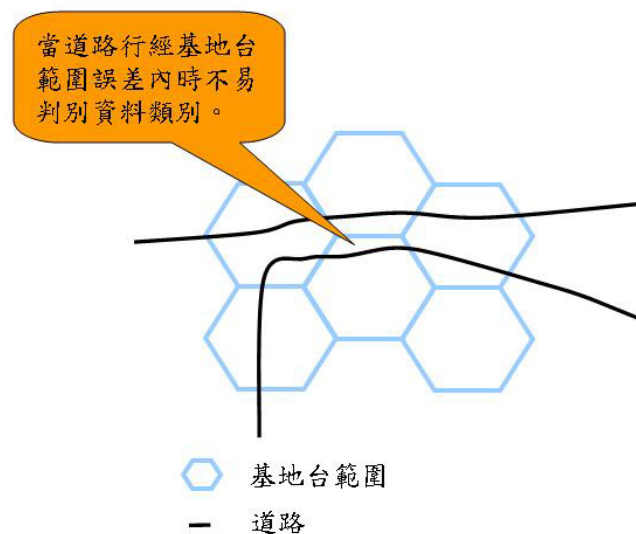 當道路行經基地台
範圍誤差內時不易
判別資料類別。
基地台範圍
道路